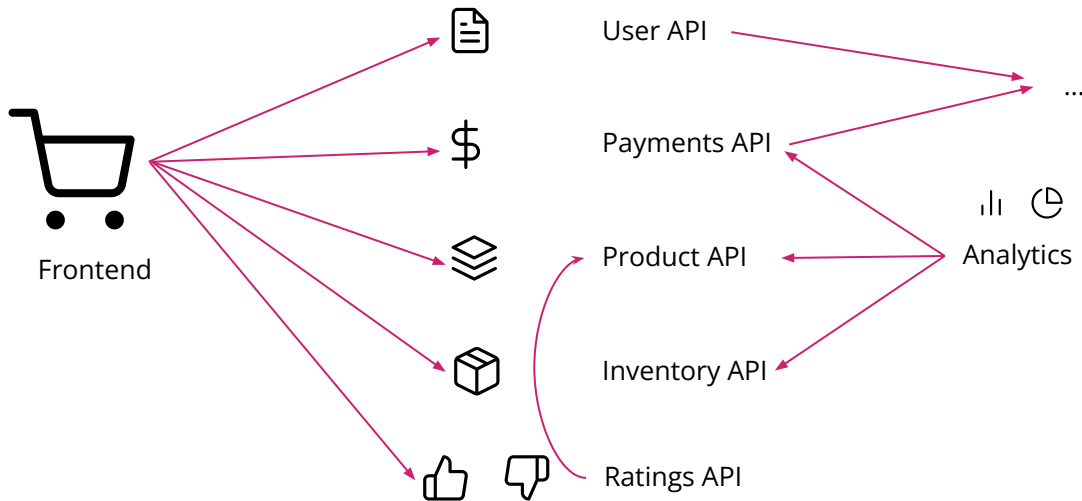 User API
...
Payments API
Frontend
Product API
Analytics
Inventory API
Ratings API